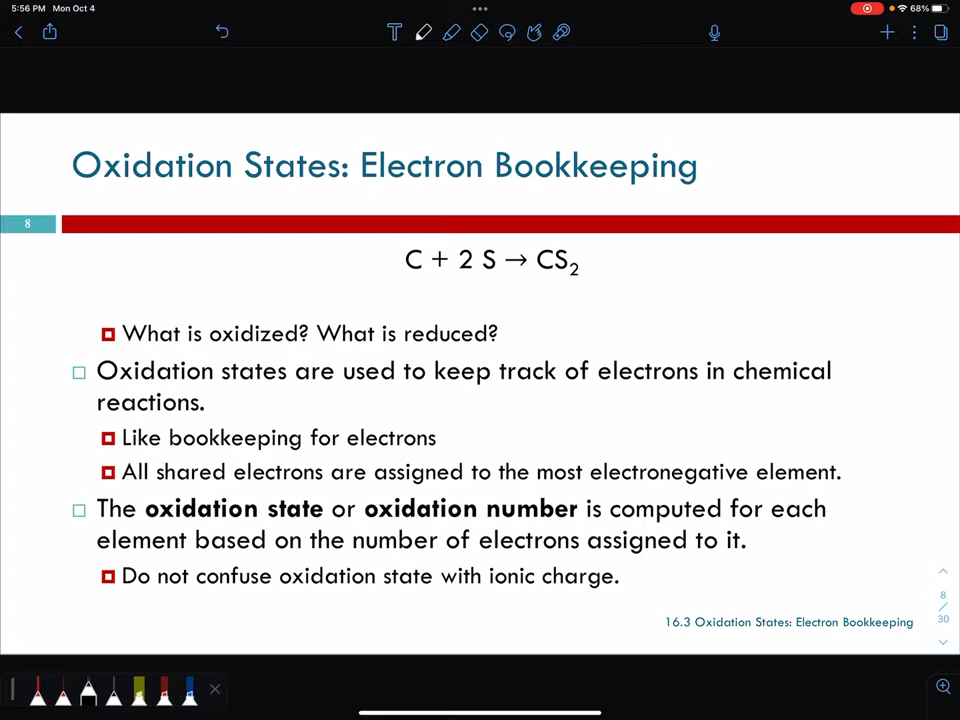 5:56 PM Mon Oct 4
68%
Oxidation States: Electron Bookkeeping
8
C + 2 S → CS₂
What is oxidized? What is reduced?
Oxidation states are used to keep track of electrons in chemical
reactions.
Like bookkeeping for electrons
All shared electrons are assigned to the most electronegative element.
The oxidation state or oxidation number is computed for each
element based on the number of electrons assigned to it.
Do not confuse oxidation state with ionic charge.
8
/
30
16.3 Oxidation States: Electron Bookkeeping